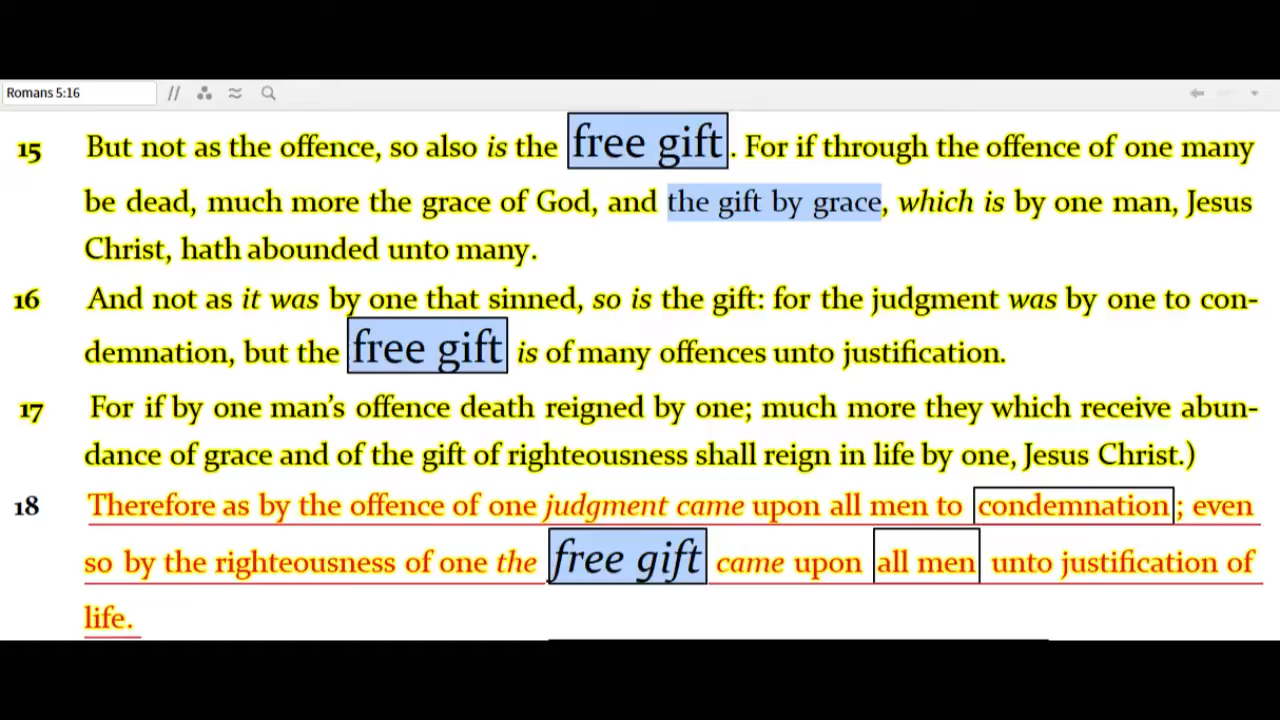 Romans 5:16
15 But not as the offence, so also is the free gift. For if through the offence of one many
be dead, much more the grace of God, and the gift by grace, which is by one man, Jesus
Christ, hath abounded unto many.
16 And not as it was by one that sinned, so is the gift: for the judgment was by one to con-
demnation, but the free gift is of many offences unto justification.
17 For if by one man’s offence death reigned by one; much more they which receive abun-
dance of grace and of the gift of righteousness shall reign in life by one, Jesus Christ.)
18 Therefore as by the offence of one judgment came upon all men to condemnation; even
so by the righteousness of one the free gift came upon all men unto justification of
life.